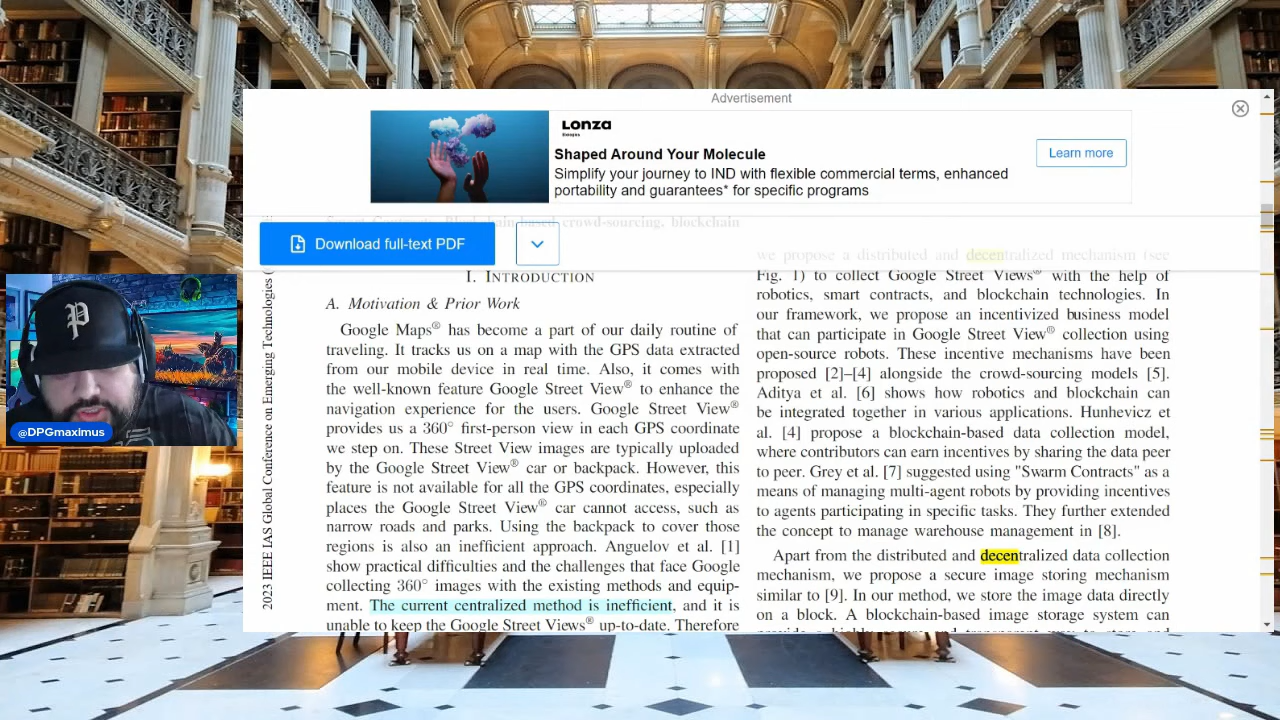 Advertisement
Lonza
Shaped Around Your Molecule
Simplify your journey to IND with flexible commercial terms, enhanced
portability and guarantees* for specific programs
Learn more
Smart Contracts, Blockchain-based crowd-sourcing, blockchain
Download full-text PDF
2023 IEEE IAS Global Conference on Emerging Technologies (
I. INTRODUCTION
A. Motivation & Prior Work
Google Maps® has become a part of our daily routine of
traveling. It tracks us on a map with the GPS data extracted
from our mobile device in real time. Also, it comes with
the well-known feature Google Street View® to enhance the
navigation experience for the users. Google Street View®
provides us a 360° first-person view in each GPS coordinate
we step on. These Street View images are typically uploaded
by the Google Street View® car or backpack. However, this
feature is not available for all the GPS coordinates, especially
places the Google Street View® car cannot access, such as
narrow roads and parks. Using the backpack to cover those
regions is also an inefficient approach. Anguelov et al. [1]
show practical difficulties and the challenges that face Google
collecting 360° images with the existing methods and equip-
ment. The current centralized method is inefficient, and it is
unable to keep the Google Street Views® up-to-date. Therefore
we propose a distributed and decentralized mechanism (see
Fig. 1) to collect Google Street Views® with the help of
robotics, smart contracts, and blockchain technologies. In
our framework, we propose an incentivized business model
that can participate in Google Street View® collection using
open-source robots. These incentive mechanisms have been
proposed [2]–[4] alongside the crowd-sourcing models [5].
Aditya et al. [6] shows how robotics and blockchain can
be integrated together in various applications. Hunhevicz et
al. [4] propose a blockchain-based data collection model,
where contributors can earn incentives by sharing the data peer
to peer. Grey et al. [7] suggested using "Swarm Contracts" as a
means of managing multi-agent robots by providing incentives
to agents participating in specific tasks. They further extended
the concept to manage warehouse management in [8].
Apart from the distributed and decentralized data collection
mechanism, we propose a secure image storing mechanism
similar to [9]. In our method, we store the image data directly
on a block. A blockchain-based image storage system can
P
@DPGmaximus